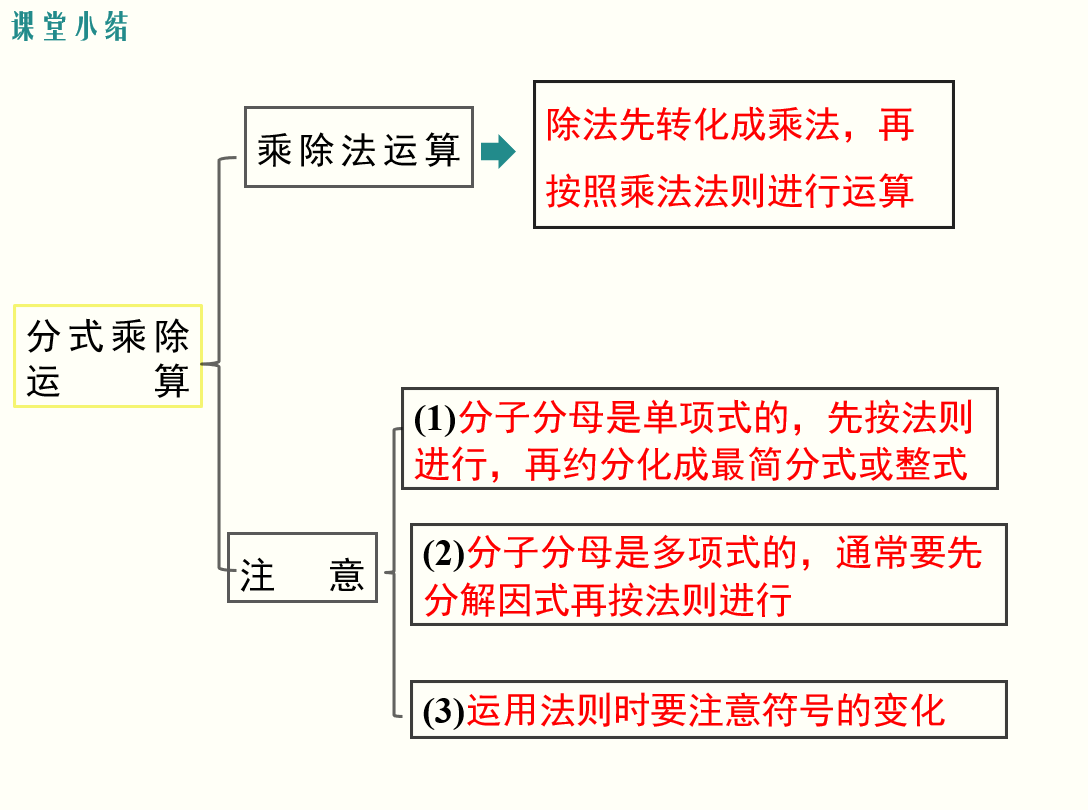 课堂小结
乘除法运算
除法先转化成乘法，再
按照乘法法则进行运算
分式乘除
运算
(1)分子分母是单项式的，先按法则
进行，再约分化成最简分式或整式
注意
(2)分子分母是多项式的，通常要先
分解因式再按法则进行
(3)运用法则时要注意符号的变化